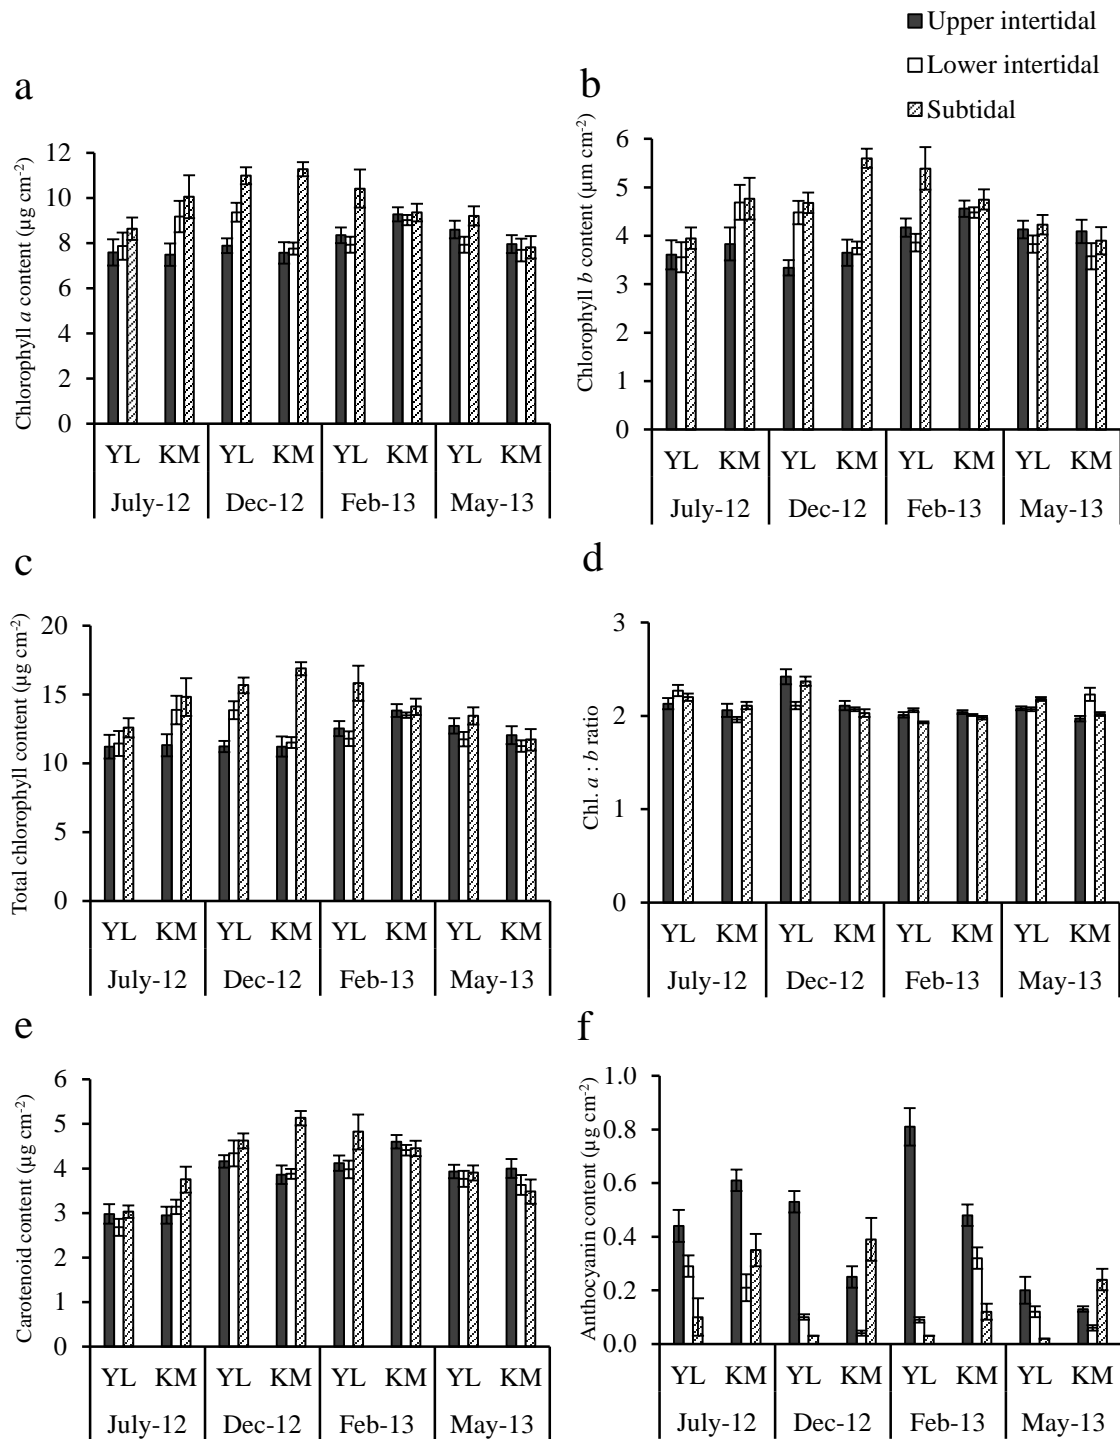 Upper intertidal
Lower intertidal
Subtidal
a
Chlorophyll a content (µg cm-2)
12
10
8
6
4
2
0
YL KM YL KM YL KM YL KM
July-12 Dec-12 Feb-13 May-13
b
Chlorophyll b content (µm cm-2)
6
5
4
3
2
1
0
YL KM YL KM YL KM YL KM
July-12 Dec-12 Feb-13 May-13
c
Total chlorophyll content (µg cm-2)
20
15
10
5
0
YL KM YL KM YL KM YL KM
July-12 Dec-12 Feb-13 May-13
d
Chl. a : b ratio
3
2
1
0
YL KM YL KM YL KM YL KM
July-12 Dec-12 Feb-13 May-13
e
Carotenoid content (µg cm-2)
6
5
4
3
2
1
0
YL KM YL KM YL KM YL KM
July-12 Dec-12 Feb-13 May-13
f
Anthocyanin content (µg cm-2)
1.0
0.8
0.6
0.4
0.2
0.0
YL KM YL KM YL KM YL KM
July-12 Dec-12 Feb-13 May-13